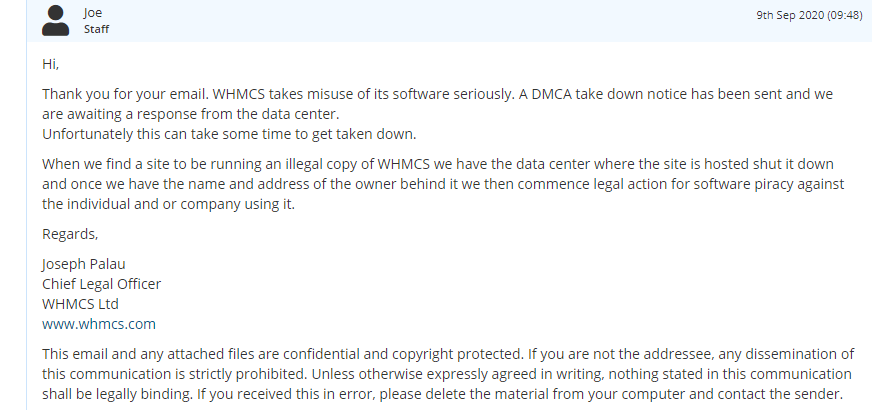 Joe
Staff
9th Sep 2020 (09:48)
Hi,
Thank you for your email. WHMCS takes misuse of its software seriously. A DMCA take down notice has been sent and we
are awaiting a response from the data center.
Unfortunately this can take some time to get taken down.
When we find a site to be running an illegal copy of WHMCS we have the data center where the site is hosted shut it down
and once we have the name and address of the owner behind it we then commence legal action for software piracy against
the individual and or company using it.
Regards,
Joseph Palau
Chief Legal Officer
WHMCS Ltd
www.whmcs.com
This email and any attached files are confidential and copyright protected. If you are not the addressee, any dissemination of
this communication is strictly prohibited. Unless otherwise expressly agreed in writing, nothing stated in this communication
shall be legally binding. If you received this in error, please delete the material from your computer and contact the sender.